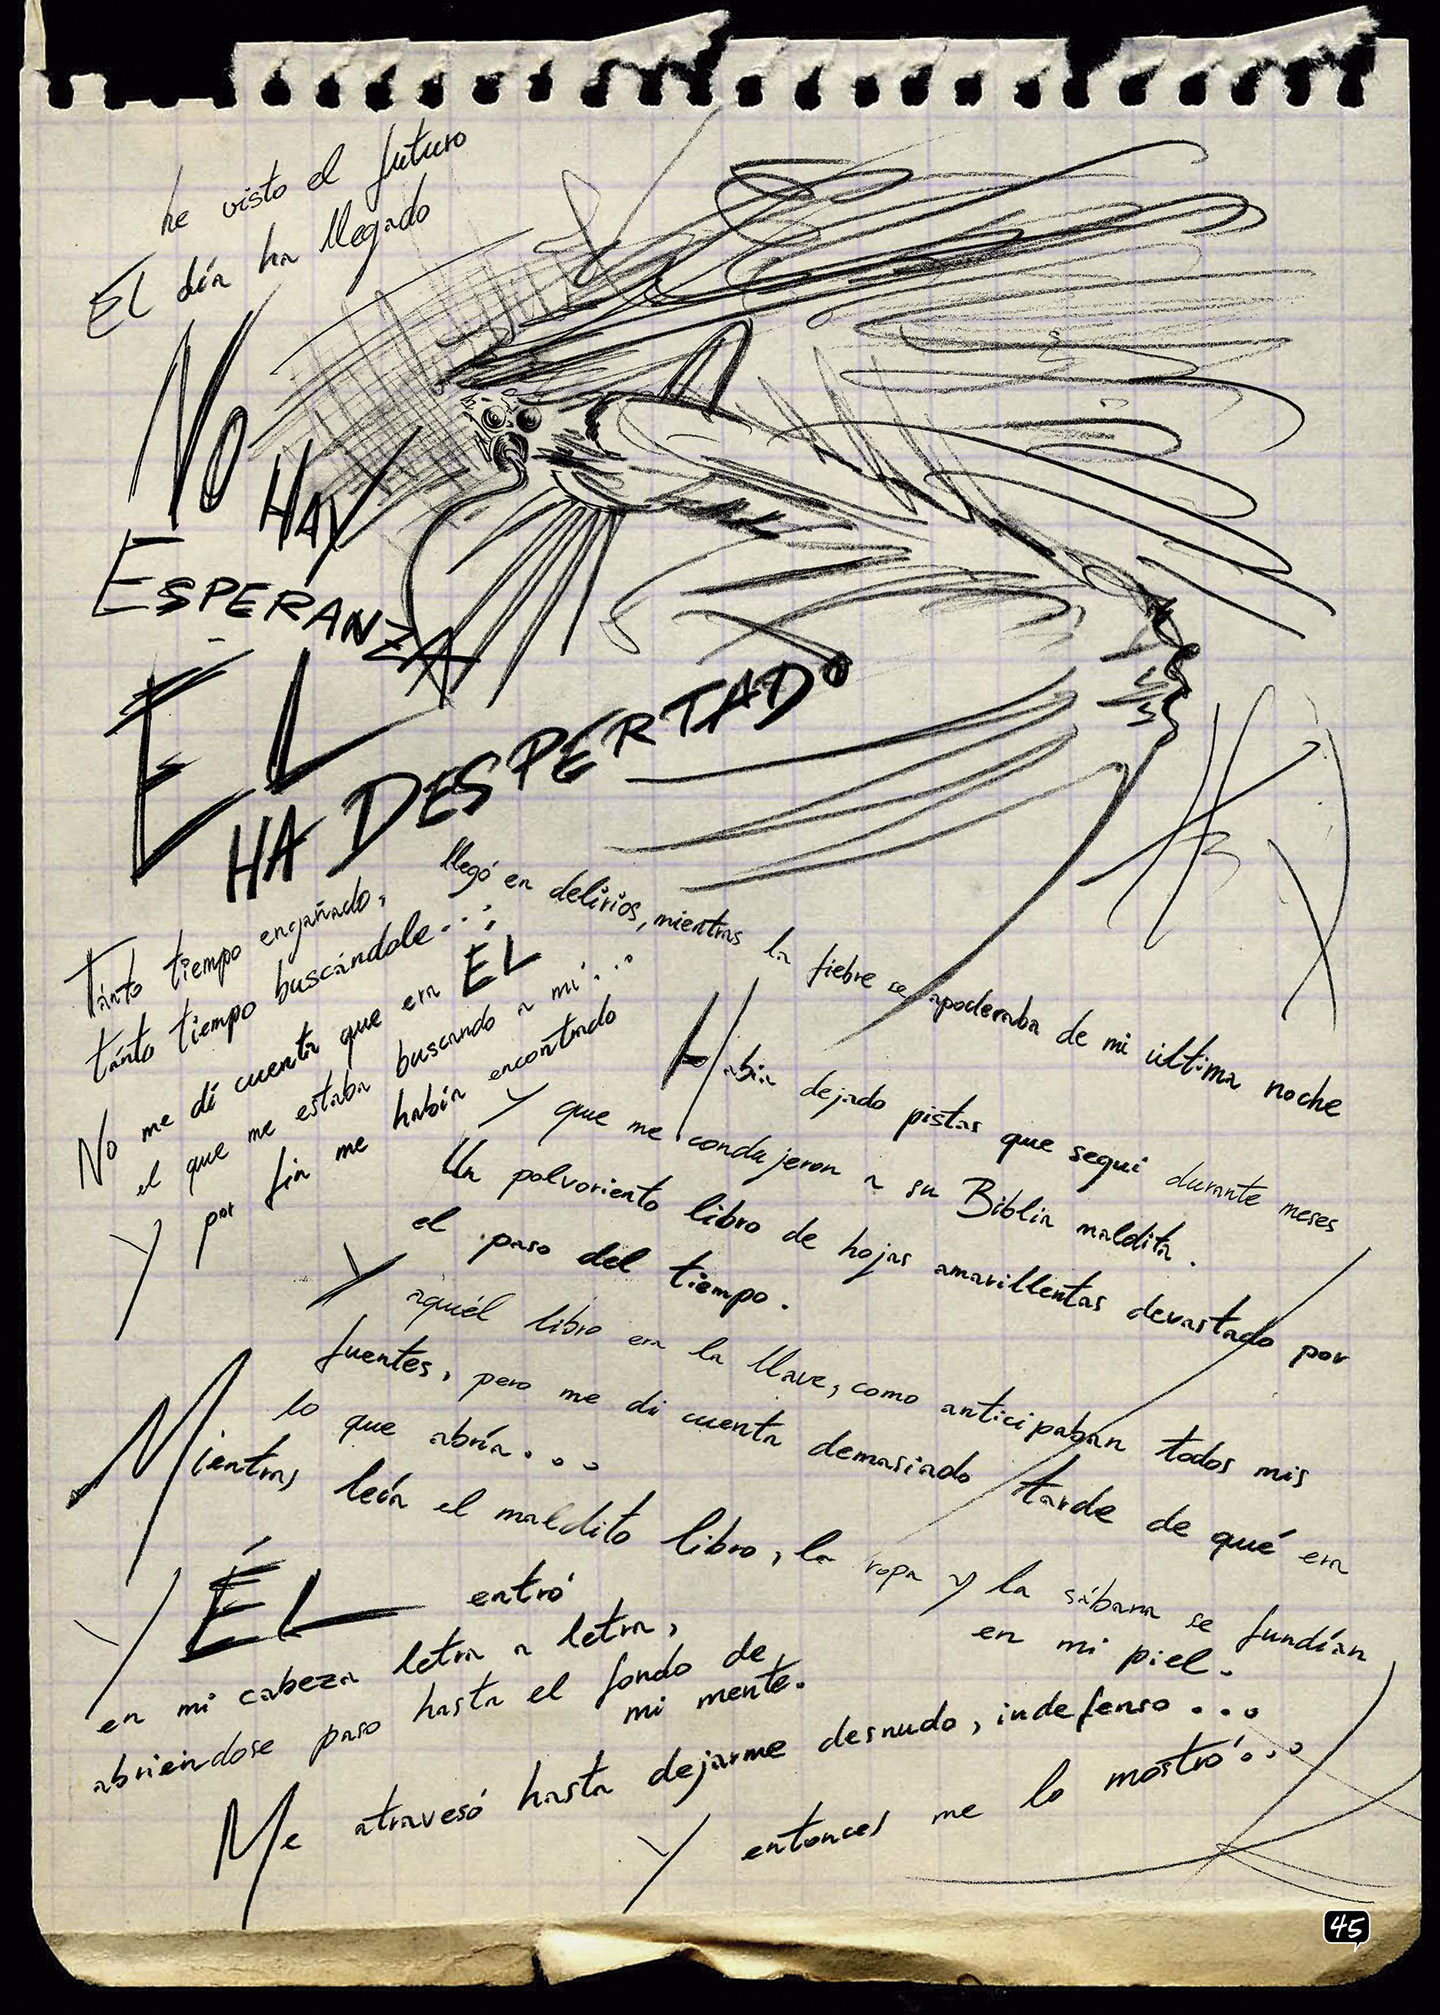 he visto el futuro
El día ha llegado
No
HAY
ESPERANZA
EL
HA DESPERTADO
Tánto tiempo engañado,
tánto tiempo buscándole...
No me dí cuenta que era ÉL
el que me estaba buscando a mí...
Y por fin me había encontrado
llegó en delirios, mientras la fiebre se apoderaba de mi última noche
Había dejado pistas que seguí durante meses
Y que me condujeron a su Biblia maldita.
Un polvoriento libro de hojas amarillentas devastado por
el paso del tiempo.
Y aquél libro era la llave, como anticipaban todos mis
fuentes, pero me di cuenta demasiado tarde de qué era
lo que abría...
Mientras leía el maldito libro, la ropa y la sábana se fundían
en mi piel.
Y ÉL entró
en mi cabeza letra a letra,
abriéndose paso hasta el fondo de
mi mente.
Me atravesó hasta dejarme desnudo, indefenso...
Y entonces me lo mostró...
45